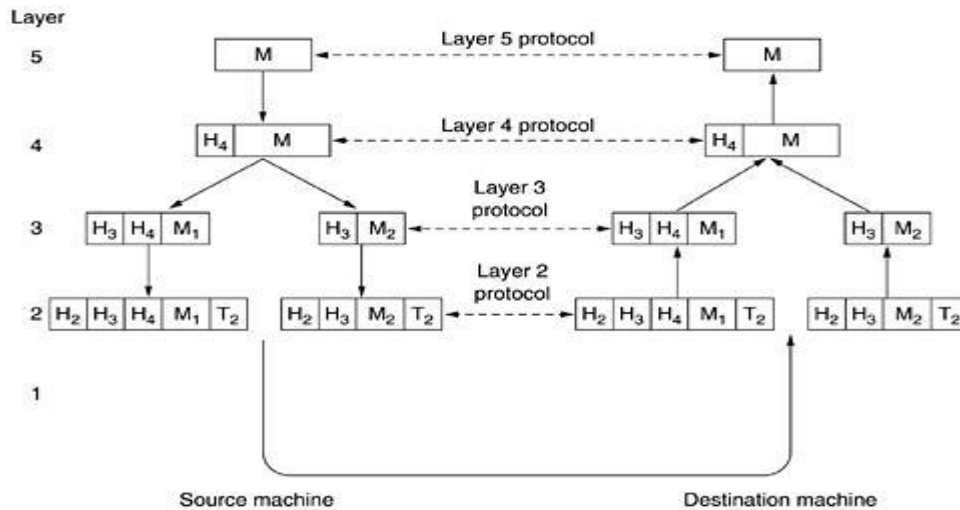 Layer
5 M Layer 5 protocol M
4 H₄ M Layer 4 protocol H₄ M
Layer 3
protocol
3 H₃ H₄ M₁ H₃ M₂ H₃ H₄ M₁ H₃ M₂
Layer 2
protocol
2 H₂ H₃ H₄ M₁ T₂ H₂ H₃ M₂ T₂ H₂ H₃ H₄ M₁ T₂ H₂ H₃ M₂ T₂
1
Source machine Destination machine